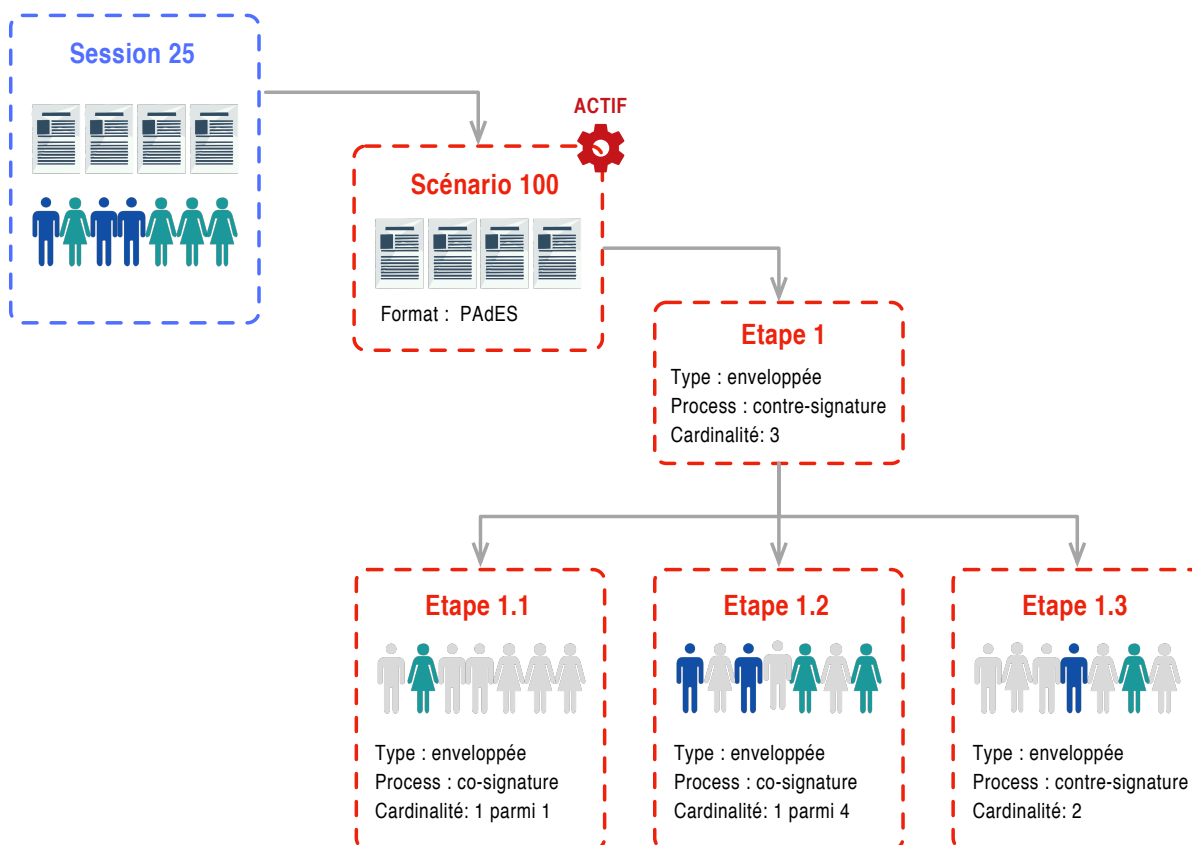 Session 25
ACTIF
Scénario 100
Format : PAdES
Etape 1
Type : enveloppée
Process : contre-signature
Cardinalité: 3
Etape 1.1
Type : enveloppée
Process : co-signature
Cardinalité: 1 parmi 1
Etape 1.2
Type : enveloppée
Process : co-signature
Cardinalité: 1 parmi 4
Etape 1.3
Type : enveloppée
Process : contre-signature
Cardinalité: 2